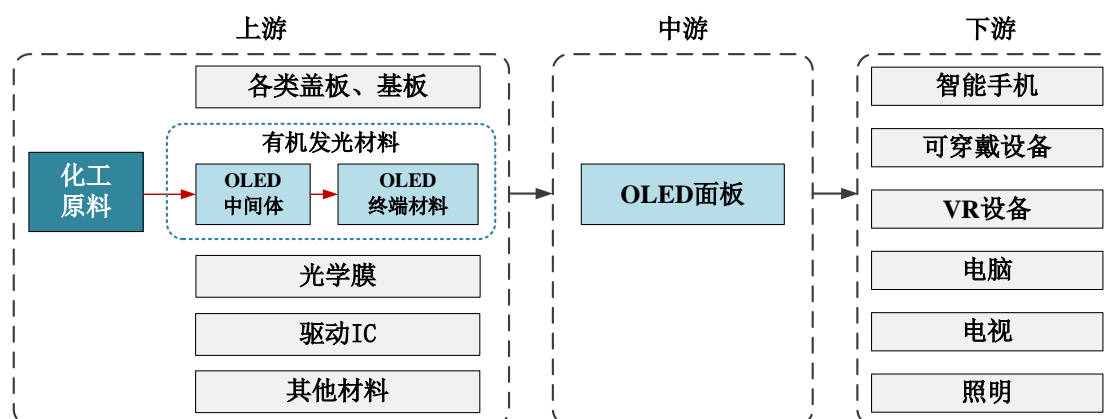 上游
中游
下游
各类盖板、基板
有机发光材料
化工
原料
OLED
中间体
OLED
终端材料
光学膜
驱动IC
其他材料
OLED面板
智能手机
可穿戴设备
VR设备
电脑
电视
照明